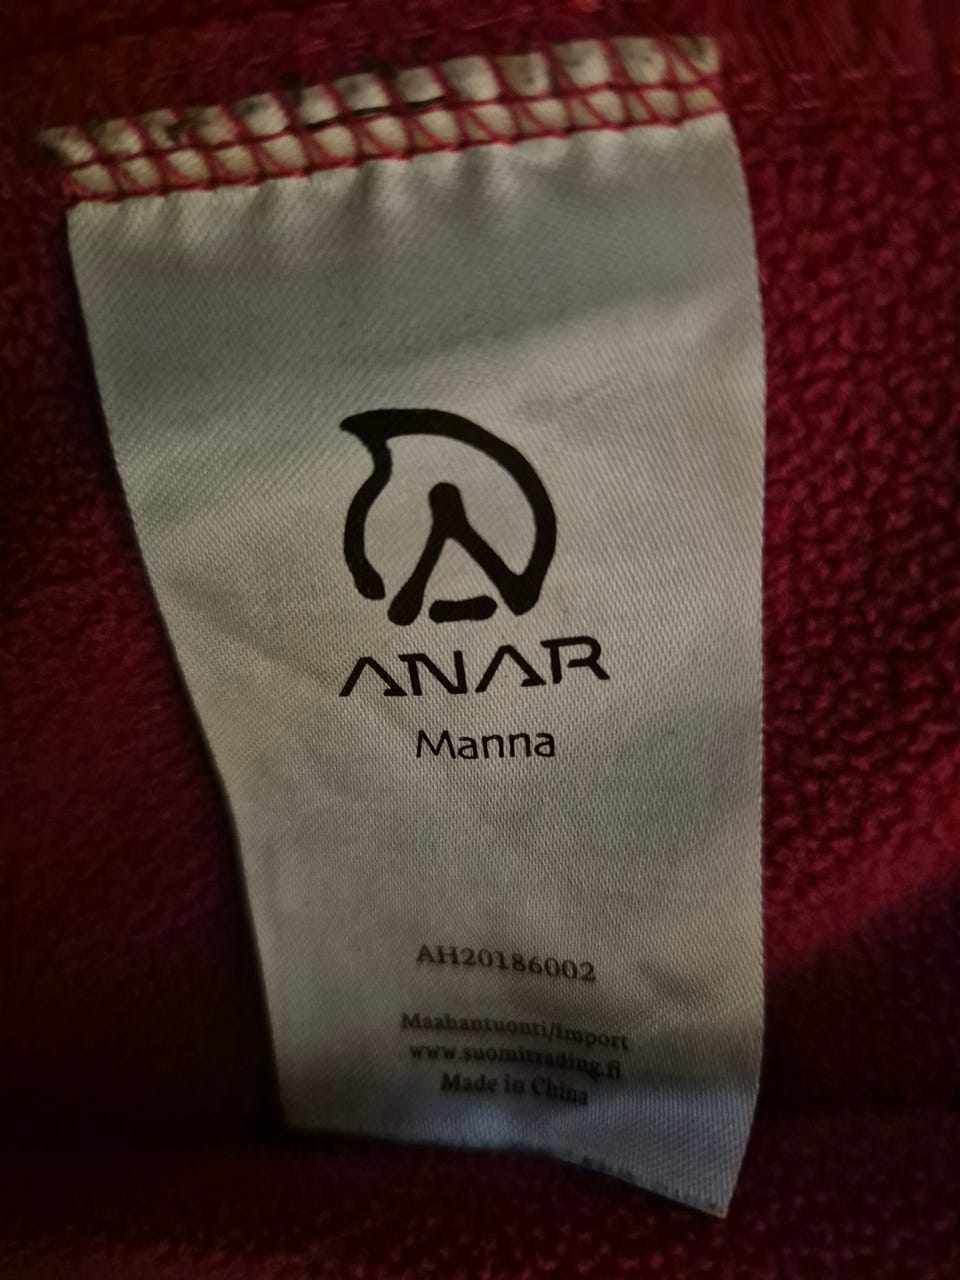 ANAR
Manna
AH20186002
Maahantuonti/Import
www.suomitrading.fi
Made in China